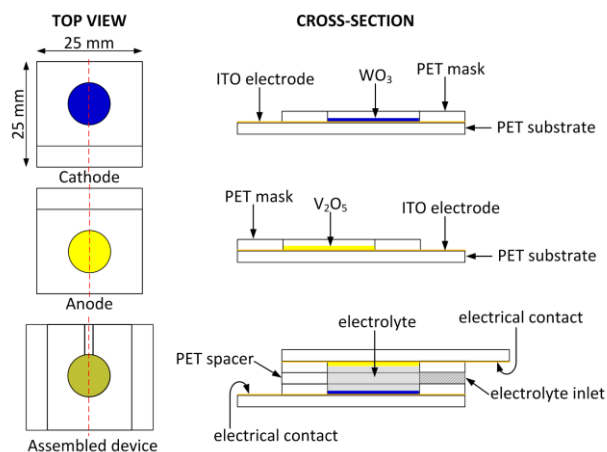 TOP VIEW
25 mm
25 mm
Cathode
Anode
Assembled device
CROSS-SECTION
ITO electrode
WO₃
PET mask
PET substrate
PET mask
V₂O₅
ITO electrode
PET substrate
electrolyte
electrical contact
PET spacer
electrolyte inlet
electrical contact